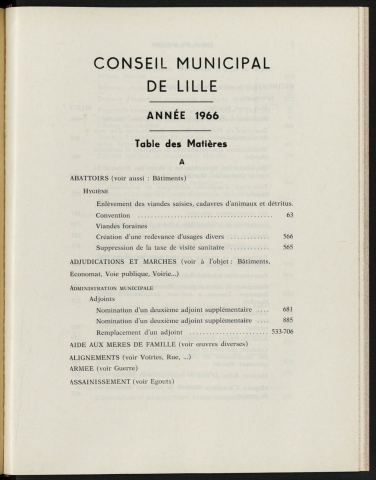 CONSEIL MUNICIPAL
DE LILLE
ANNÉE 1966
Table des Matières
A
ABATTOIRS (voir aussi : Bâtiments)
HYGIÈNE
Enlèvement des viandes saisies, cadavres d'animaux et détritus.
Convention ........................................ 63
Viandes foraines
Création d'une redevance d'usages divers ............ 566
Suppression de la taxe de visite sanitaire ............ 565
ADJUDICATIONS ET MARCHES (voir à l'objet : Bâtiments,
Economat, Voie publique, Voirie...)
ADMINISTRATION MUNICIPALE
Adjoints
Nomination d'un deuxième adjoint supplémentaire .... 681
Nomination d'un deuxième adjoint supplémentaire .... 885
Remplacement d'un adjoint ........................ 533-706
AIDE AUX MERES DE FAMILLE (voir œuvres diverses)
ALIGNEMENTS (voir Voiries, Rue, ...)
ARMEE (voir Guerre)
ASSAINISSEMENT (voir Egouts)